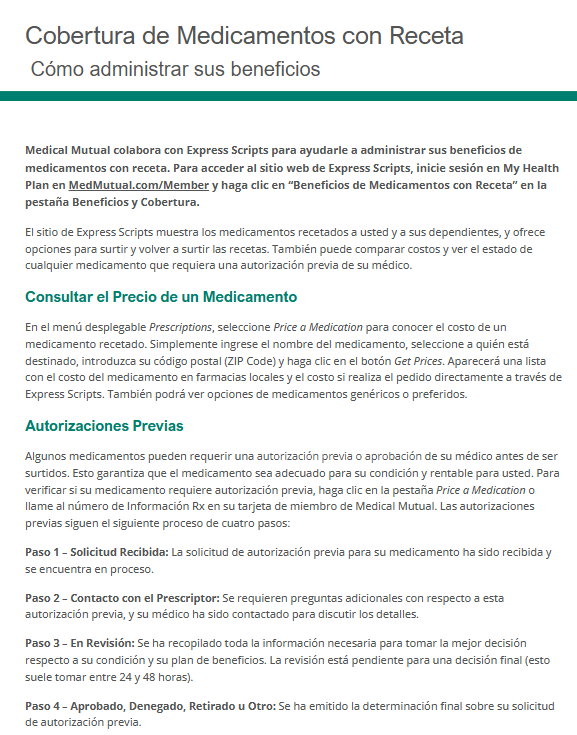 Cobertura de Medicamentos con Receta
Cómo administrar sus beneficios
Medical Mutual colabora con Express Scripts para ayudarle a administrar sus beneficios de
medicamentos con receta. Para acceder al sitio web de Express Scripts, inicie sesión en My Health
Plan en MedMutual.com/Member y haga clic en “Beneficios de Medicamentos con Receta” en la
pestaña Beneficios y Cobertura.
El sitio de Express Scripts muestra los medicamentos recetados a usted y a sus dependientes, y ofrece
opciones para surtir y volver a surtir las recetas. También puede comparar costos y ver el estado de
cualquier medicamento que requiera una autorización previa de su médico.
Consultar el Precio de un Medicamento
En el menú desplegable Prescriptions, seleccione Price a Medication para conocer el costo de un
medicamento recetado. Simplemente ingrese el nombre del medicamento, seleccione a quién está
destinado, introduzca su código postal (ZIP Code) y haga clic en el botón Get Prices. Aparecerá una lista
con el costo del medicamento en farmacias locales y el costo si realiza el pedido directamente a través de
Express Scripts. También podrá ver opciones de medicamentos genéricos o preferidos.
Autorizaciones Previas
Algunos medicamentos pueden requerir una autorización previa o aprobación de su médico antes de ser
surtidos. Esto garantiza que el medicamento sea adecuado para su condición y rentable para usted. Para
verificar si su medicamento requiere autorización previa, haga clic en la pestaña Price a Medication o
llame al número de Información Rx en su tarjeta de miembro de Medical Mutual. Las autorizaciones
previas siguen el siguiente proceso de cuatro pasos:
Paso 1 – Solicitud Recibida: La solicitud de autorización previa para su medicamento ha sido recibida y
se encuentra en proceso.
Paso 2 – Contacto con el Prescriptor: Se requieren preguntas adicionales con respecto a esta
autorización previa, y su médico ha sido contactado para discutir los detalles.
Paso 3 – En Revisión: Se ha recopilado toda la información necesaria para tomar la mejor decisión
respecto a su condición y su plan de beneficios. La revisión está pendiente para una decisión final (esto
suele tomar entre 24 y 48 horas).
Paso 4 – Aprobado, Denegado, Retirado u Otro: Se ha emitido la determinación final sobre su solicitud
de autorización previa.